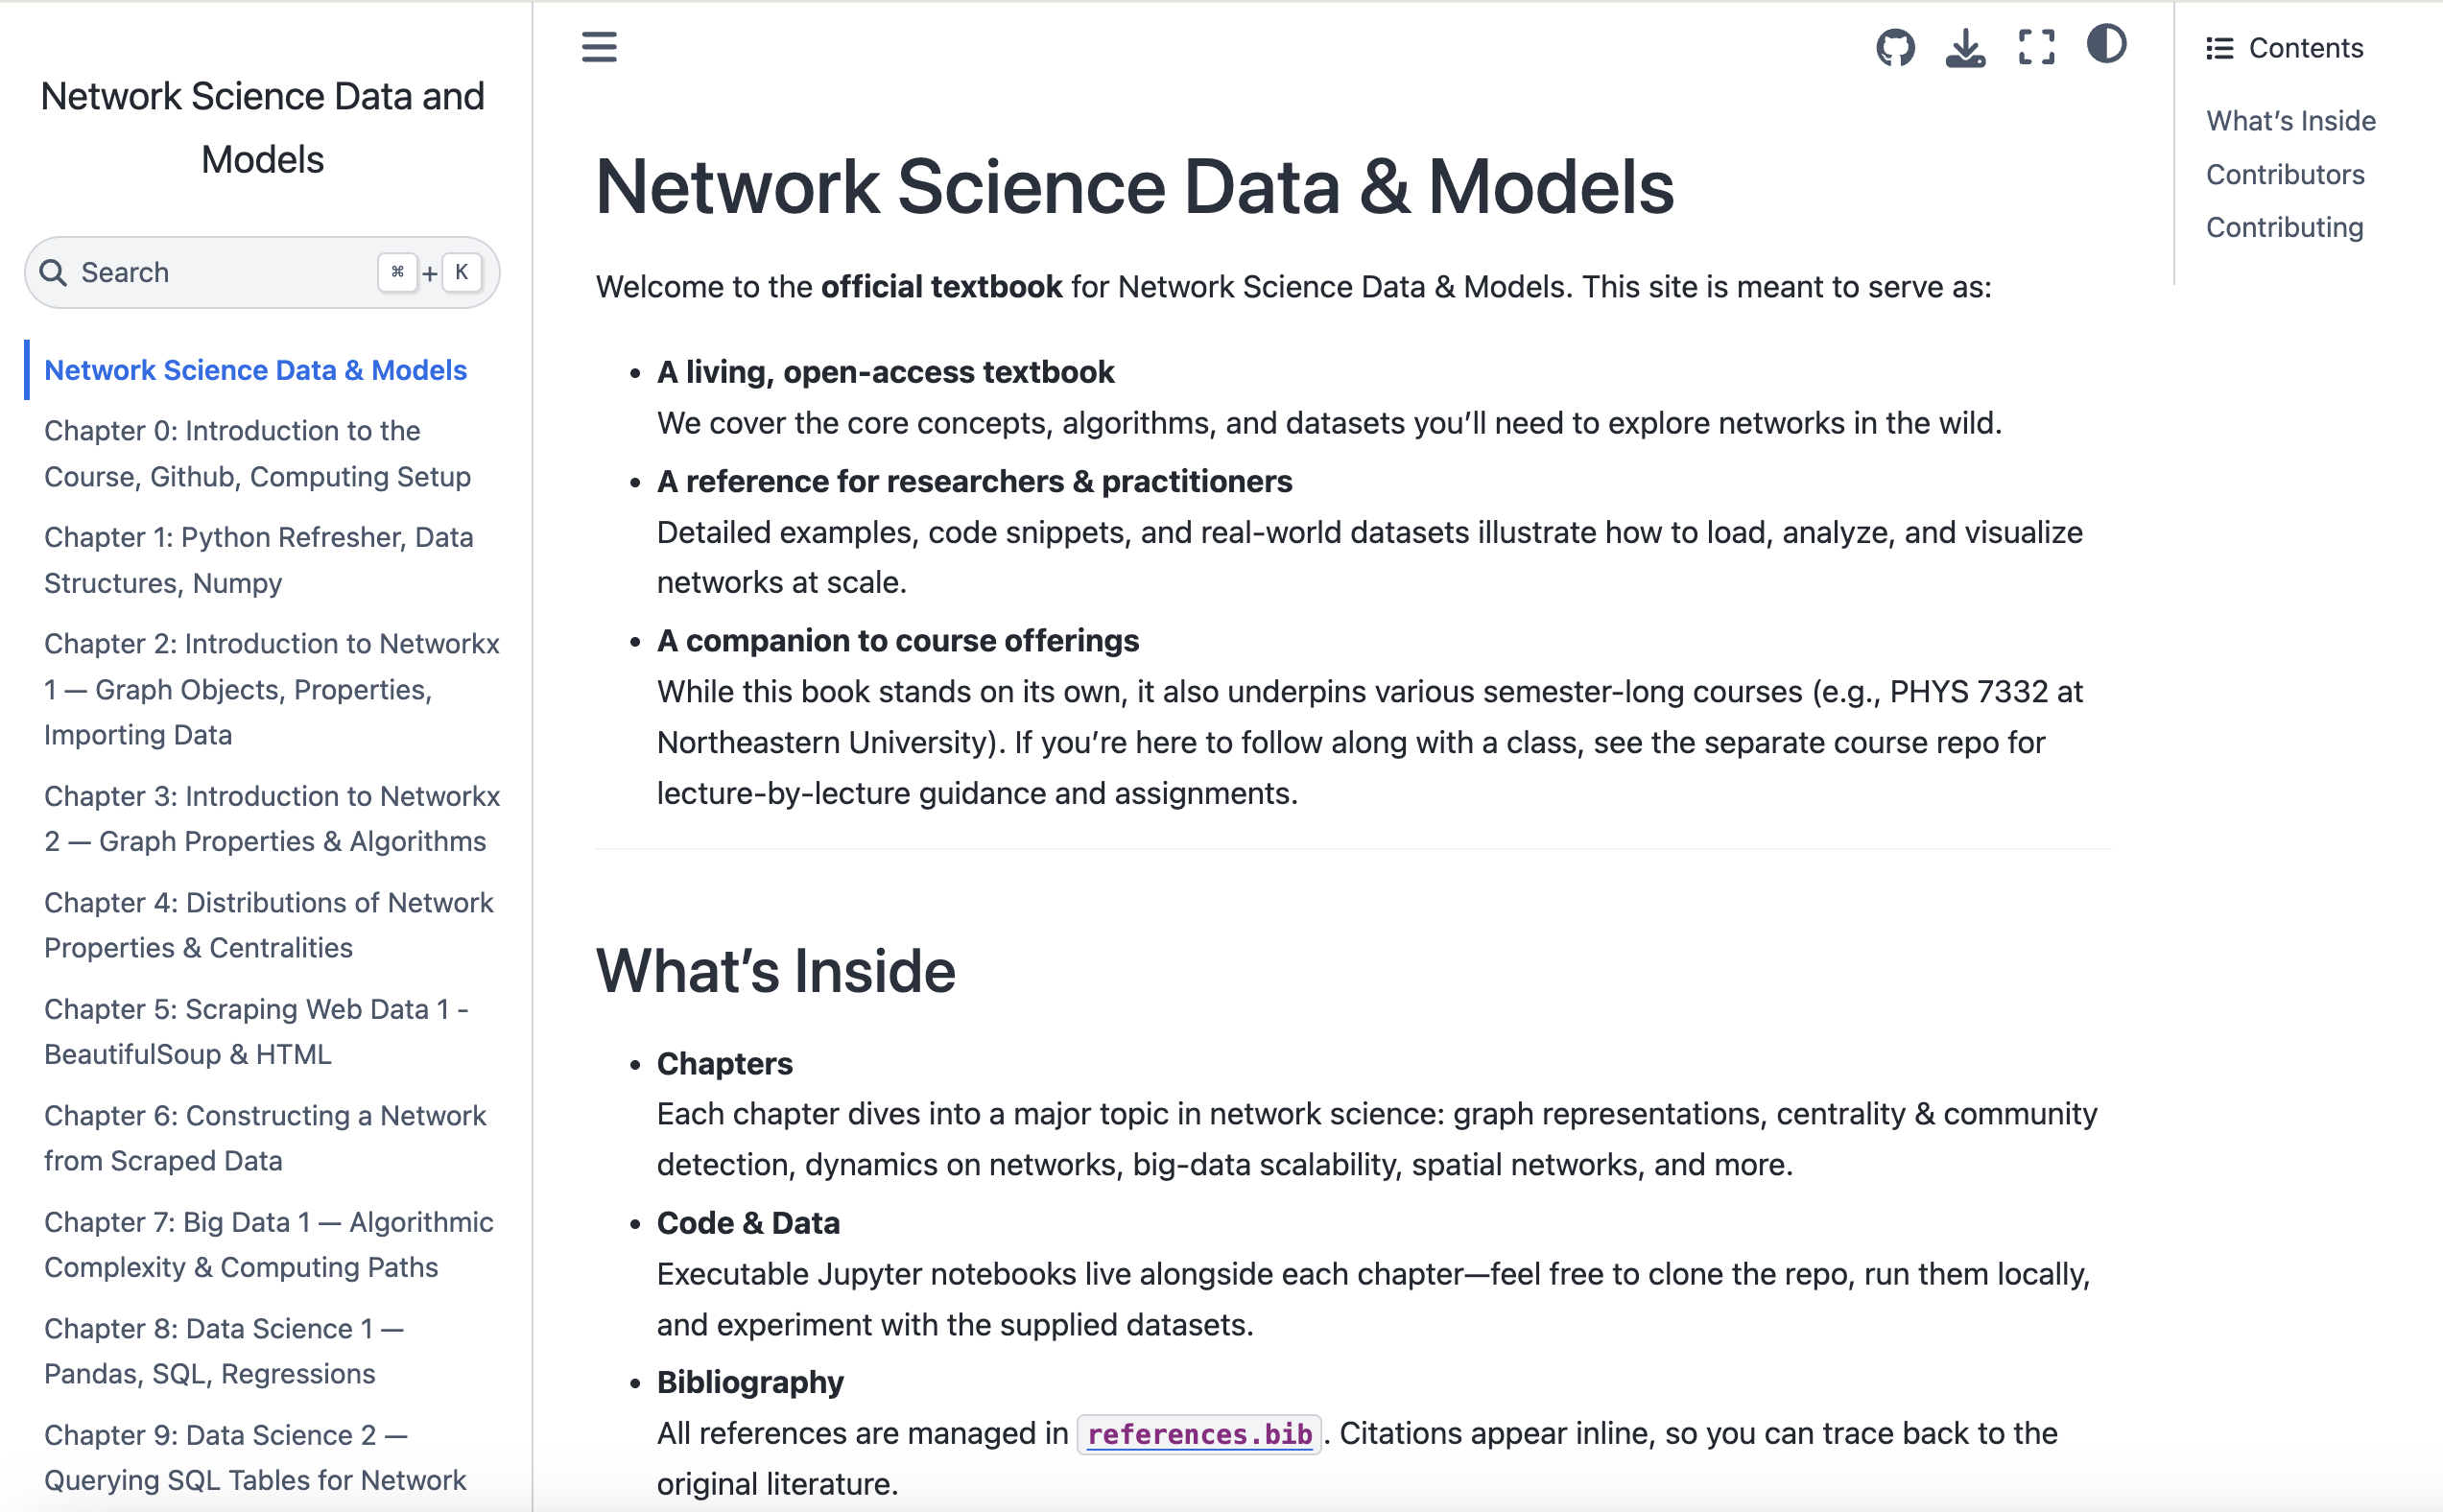 Network Science Data and
Models
Search
⌘ + K
Network Science Data & Models
Chapter 0: Introduction to the
Course, Github, Computing Setup
Chapter 1: Python Refresher, Data
Structures, Numpy
Chapter 2: Introduction to Networkx
1 — Graph Objects, Properties,
Importing Data
Chapter 3: Introduction to Networkx
2 — Graph Properties & Algorithms
Chapter 4: Distributions of Network
Properties & Centralities
Chapter 5: Scraping Web Data 1 -
BeautifulSoup & HTML
Chapter 6: Constructing a Network
from Scraped Data
Chapter 7: Big Data 1 — Algorithmic
Complexity & Computing Paths
Chapter 8: Data Science 1 —
Pandas, SQL, Regressions
Chapter 9: Data Science 2 —
Querying SQL Tables for Network
Network Science Data & Models
Welcome to the official textbook for Network Science Data & Models. This site is meant to serve as:
• A living, open-access textbook
We cover the core concepts, algorithms, and datasets you’ll need to explore networks in the wild.
• A reference for researchers & practitioners
Detailed examples, code snippets, and real-world datasets illustrate how to load, analyze, and visualize
networks at scale.
• A companion to course offerings
While this book stands on its own, it also underpins various semester-long courses (e.g., PHYS 7332 at
Northeastern University). If you’re here to follow along with a class, see the separate course repo for
lecture-by-lecture guidance and assignments.
What’s Inside
• Chapters
Each chapter dives into a major topic in network science: graph representations, centrality & community
detection, dynamics on networks, big-data scalability, spatial networks, and more.
• Code & Data
Executable Jupyter notebooks live alongside each chapter—feel free to clone the repo, run them locally,
and experiment with the supplied datasets.
• Bibliography
All references are managed in references.bib. Citations appear inline, so you can trace back to the
original literature.
Contents
What’s Inside
Contributors
Contributing